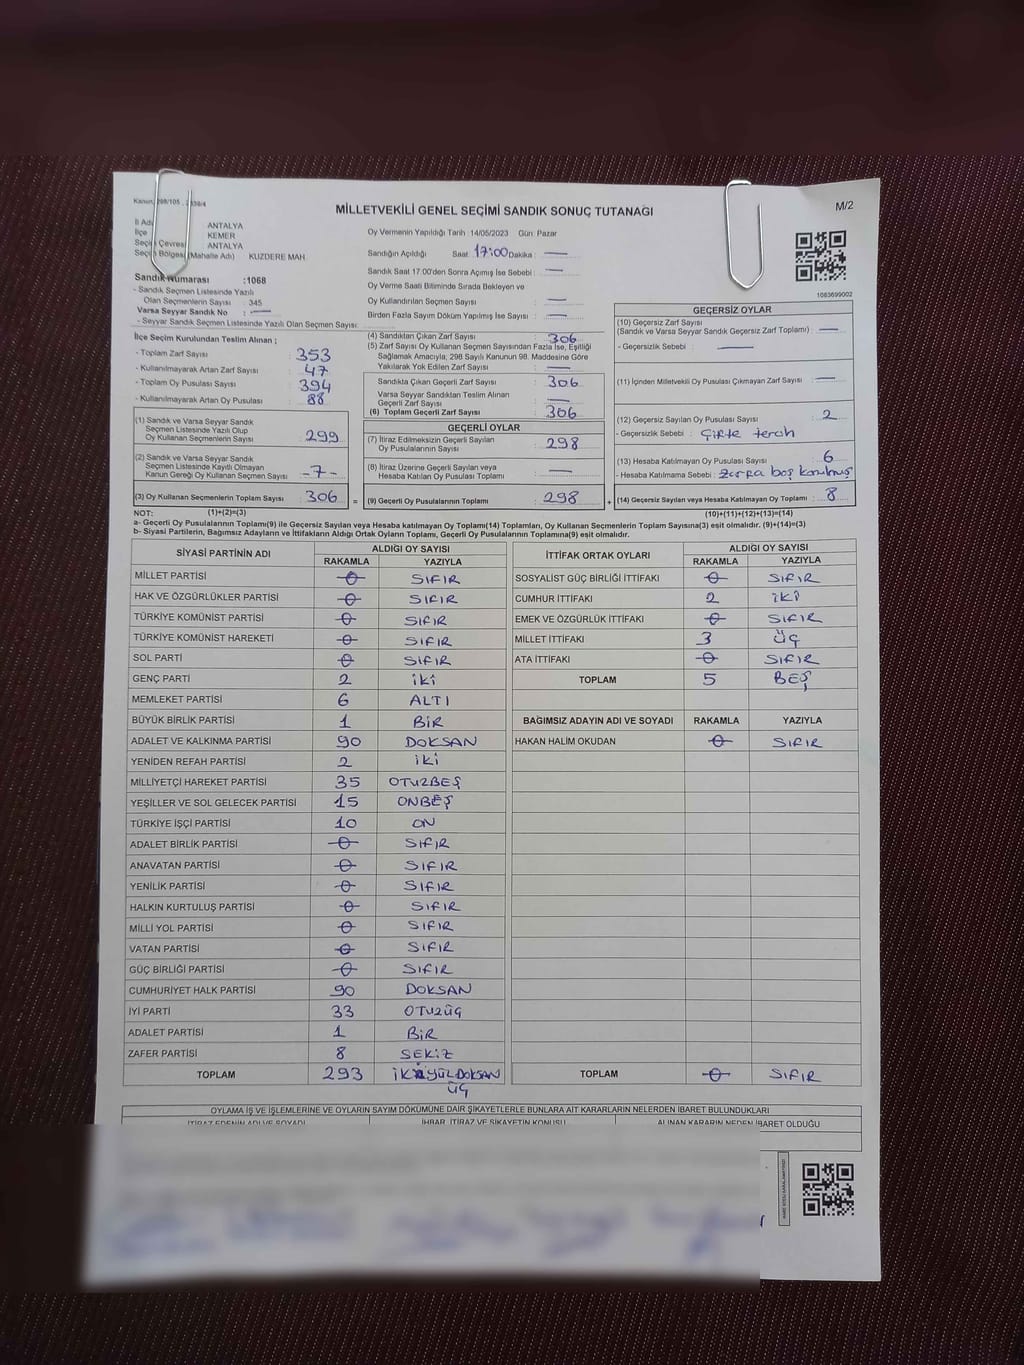 Kanun, 298/105 . 2839/4
MİLLETVEKİLİ GENEL SEÇİMİ SANDIK SONUÇ TUTANAĞI
M/2
İl Adı ANTALYA
İlçe KEMER
Seçim Çevresi ANTALYA
Seçim Bölgesi (Mahalle Adı) KUZDERE MAH.
Sandık Numarası :1068
- Sandık Seçmen Listesinde Yazılı
Olan Seçmenlerin Sayısı : 345
Varsa Seyyar Sandık No : —
- Seyyar Sandık Seçmen Listesinde Yazılı Olan Seçmen Sayısı:
Oy Vermenin Yapıldığı Tarih :14/05/2023 Gün: Pazar
Sandığın Açıldığı Saat: 17:00 Dakika : —
Sandık Saat 17.00'den Sonra Açımış İse Sebebi : —
Oy Verme Saati Bitiminde Sırada Bekleyen ve
Oy Kullandırılan Seçmen Sayısı : —
Birden Fazla Sayım Döküm Yapılmış İse Sayısı : —
1083699002
İlçe Seçim Kurulundan Teslim Alınan ;
- Toplam Zarf Sayısı : 353
- Kullanılmayarak Artan Zarf Sayısı : 47
- Toplam Oy Pusulası Sayısı : 394
- Kullanılmayarak Artan Oy Pusulası : 88
(1) Sandık ve Varsa Seyyar Sandık
Seçmen Listesinde Yazılı Olup
Oy Kullanan Seçmenlerin Sayısı : 299
(2) Sandık ve Varsa Seyyar Sandık
Seçmen Listesinde Kayıtlı Olmayan
Kanun Gereği Oy Kullanan Seçmen Sayısı : -7-
(3) Oy Kullanan Seçmenlerin Toplam Sayısı : 306 =
(4) Sandıktan Çıkan Zarf Sayısı : 306
(5) Zarf Sayısı Oy Kullanan Seçmen Sayısından Fazla İse, Eşitliği
Sağlamak Amacıyla, 298 Sayılı Kanunun 98. Maddesine Göre
Yakılarak Yok Edilen Zarf Sayısı : —
Sandıkta Çıkan Geçerli Zarf Sayısı : 306
Varsa Seyyar Sandıktan Teslim Alınan
Geçerli Zarf Sayısı : —
(6) Toplam Geçerli Zarf Sayısı : 306
GEÇERLİ OYLAR
(7) İtiraz Edilmeksizin Geçerli Sayılan
Oy Pusulalarının Sayısı : 298
(8) İtiraz Üzerine Geçerli Sayılan veya
Hesaba Katılan Oy Pusulası Toplamı : —
(9) Geçerli Oy Pusulalarının Toplamı : 298 +
GEÇERSİZ OYLAR
(10) Geçersiz Zarf Sayısı
(Sandık ve Varsa Seyyar Sandık Geçersiz Zarf Toplamı) : —
- Geçersizlik Sebebi : —
(11) İçinden Milletvekili Oy Pusulası Çıkmayan Zarf Sayısı : —
(12) Geçersiz Sayılan Oy Pusulası Sayısı : 2
- Geçersizlik Sebebi : Çifte tercih
(13) Hesaba Katılmayan Oy Pusulası Sayısı : 6
- Hesaba Katılmama Sebebi : Zarfa boş konulmuş
(14) Geçersiz Sayılan veya Hesaba Katılmayan Oy Toplamı : 8
NOT: (1)+(2)=(3) (10)+(11)+(12)+(13)=(14)
a- Geçerli Oy Pusulalarının Toplamı(9) ile Geçersiz Sayılan veya Hesaba katılmayan Oy Toplamı(14) Toplamları, Oy Kullanan Seçmenlerin Toplam Sayısına(3) eşit olmalıdır. (9)+(14)=(3)
b- Siyasi Partilerin, Bağımsız Adayların ve İttifakların Aldığı Ortak Oyların Toplamı, Geçerli Oy Pusulalarının Toplamına(9) eşit olmalıdır.
SİYASİ PARTİNİN ADI ALDIĞI OY SAYISI
RAKAMLA YAZIYLA
MİLLET PARTİSİ 0 SIFIR
HAK VE ÖZGÜRLÜKLER PARTİSİ 0 SIFIR
TÜRKİYE KOMÜNİST PARTİSİ 0 SIFIR
TÜRKİYE KOMÜNİST HAREKETİ 0 SIFIR
SOL PARTİ 0 SIFIR
GENÇ PARTİ 2 İKİ
MEMLEKET PARTİSİ 6 ALTI
BÜYÜK BİRLİK PARTİSİ 1 BİR
ADALET VE KALKINMA PARTİSİ 90 DOKSAN
YENİDEN REFAH PARTİSİ 2 İKİ
MİLLİYETÇİ HAREKET PARTİSİ 35 OTUZBEŞ
YEŞİLLER VE SOL GELECEK PARTİSİ 15 ONBEŞ
TÜRKİYE İŞÇİ PARTİSİ 10 ON
ADALET BİRLİK PARTİSİ 0 SIFIR
ANAVATAN PARTİSİ 0 SIFIR
YENİLİK PARTİSİ 0 SIFIR
HALKIN KURTULUŞ PARTİSİ 0 SIFIR
MİLLİ YOL PARTİSİ 0 SIFIR
VATAN PARTİSİ 0 SIFIR
GÜÇ BİRLİĞİ PARTİSİ 0 SIFIR
CUMHURİYET HALK PARTİSİ 90 DOKSAN
İYİ PARTİ 33 OTUZÜÇ
ADALET PARTİSİ 1 BİR
ZAFER PARTİSİ 8 SEKİZ
TOPLAM 293 İKİYÜZDOKSAN
ÜÇ
İTTİFAK ORTAK OYLARI ALDIĞI OY SAYISI
RAKAMLA YAZIYLA
SOSYALİST GÜÇ BİRLİĞİ İTTİFAKI 0 SIFIR
CUMHUR İTTİFAKI 2 İKİ
EMEK VE ÖZGÜRLÜK İTTİFAKI 0 SIFIR
MİLLET İTTİFAKI 3 ÜÇ
ATA İTTİFAKI 0 SIFIR
TOPLAM 5 BEŞ
BAĞIMSIZ ADAYIN ADI VE SOYADI RAKAMLA YAZIYLA
HAKAN HALİM OKUDAN 0 SIFIR
TOPLAM 0 SIFIR
OYLAMA İŞ VE İŞLEMLERİNE VE OYLARIN SAYIM DÖKÜMÜNE DAİR ŞİKAYETLERLE BUNLARA AİT KARARLARIN NELERDEN İBARET BULUNDUKLARI
İTİRAZ EDENİN ADI VE SOYADI İHBAR, İTİRAZ VE ŞİKAYETİN KONUSU ALINAN KARARIN NEDEN İBARET OLDUĞU